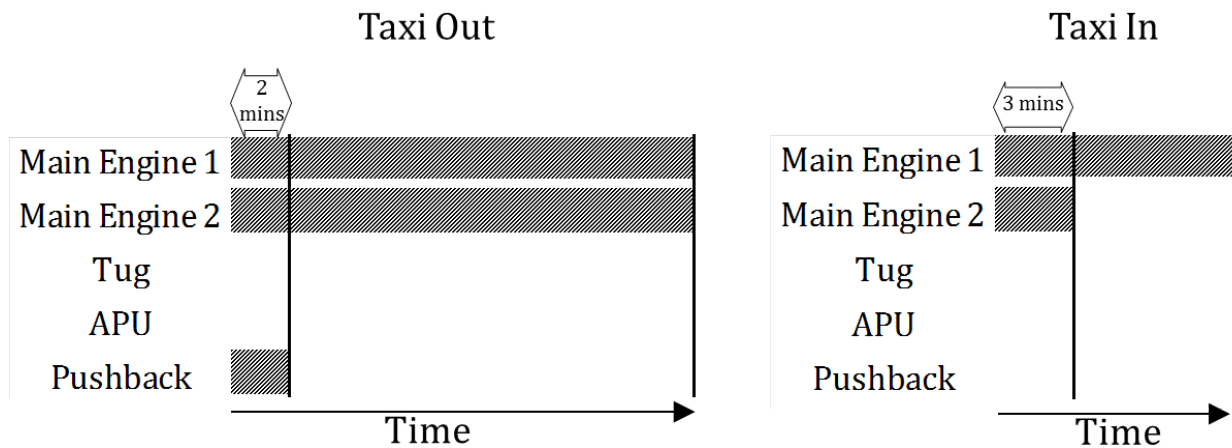 Taxi Out
2
mins
Main Engine 1
Main Engine 2
Tug
APU
Pushback
Time
Taxi In
3 mins
Main Engine 1
Main Engine 2
Tug
APU
Pushback
Time